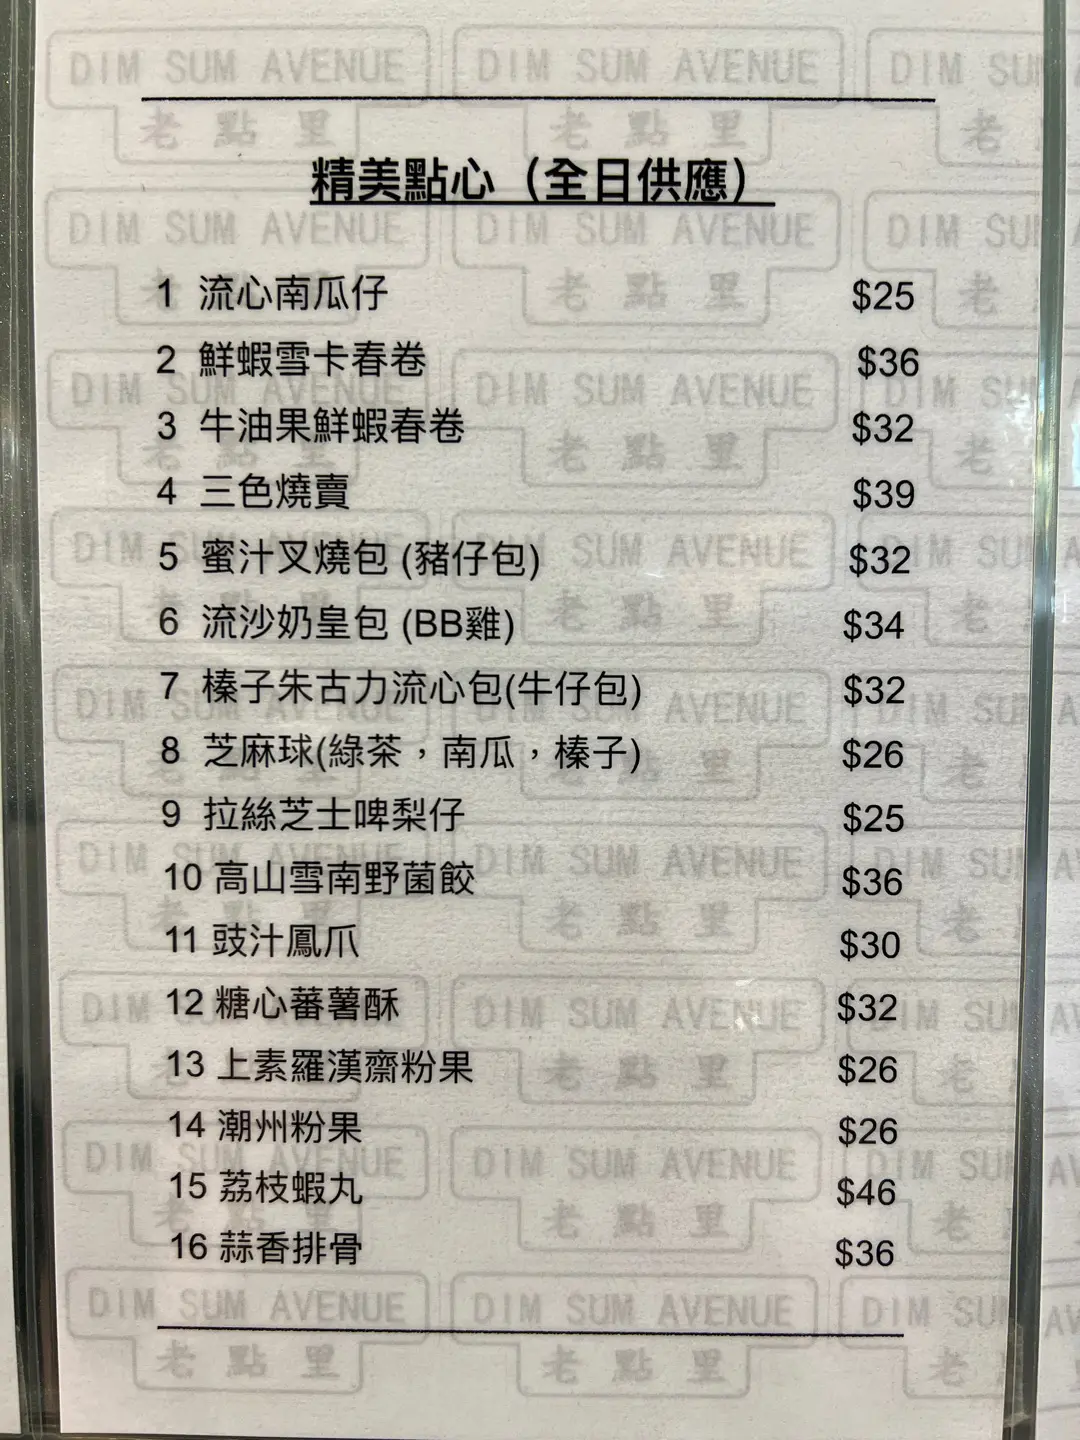 精美點心（全日供應）
1 流心南瓜仔 $25
2 鮮蝦雪卡春卷 $36
3 牛油果鮮蝦春卷 $32
4 三色燒賣 $39
5 蜜汁叉燒包 (豬仔包) $32
6 流沙奶皇包 (BB雞) $34
7 榛子朱古力流心包(牛仔包) $32
8 芝麻球(綠茶，南瓜，榛子) $26
9 拉絲芝士啤梨仔 $25
10 高山雪南野菌餃 $36
11 豉汁鳳爪 $30
12 糖心蕃薯酥 $32
13 上素羅漢齋粉果 $26
14 潮州粉果 $26
15 荔枝蝦丸 $46
16 蒜香排骨 $36
DIM SUM AVENUE
老點里